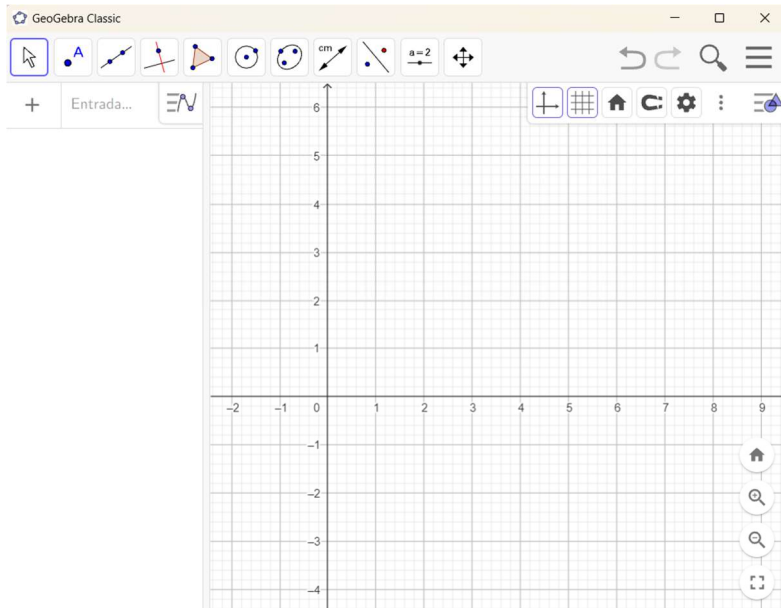 GeoGebra Classic
A
cm
a = 2
Entrada...
6
5
4
3
2
1
–2 –1 0 1 2 3 4 5 6 7 8 9
–1
–2
–3
–4